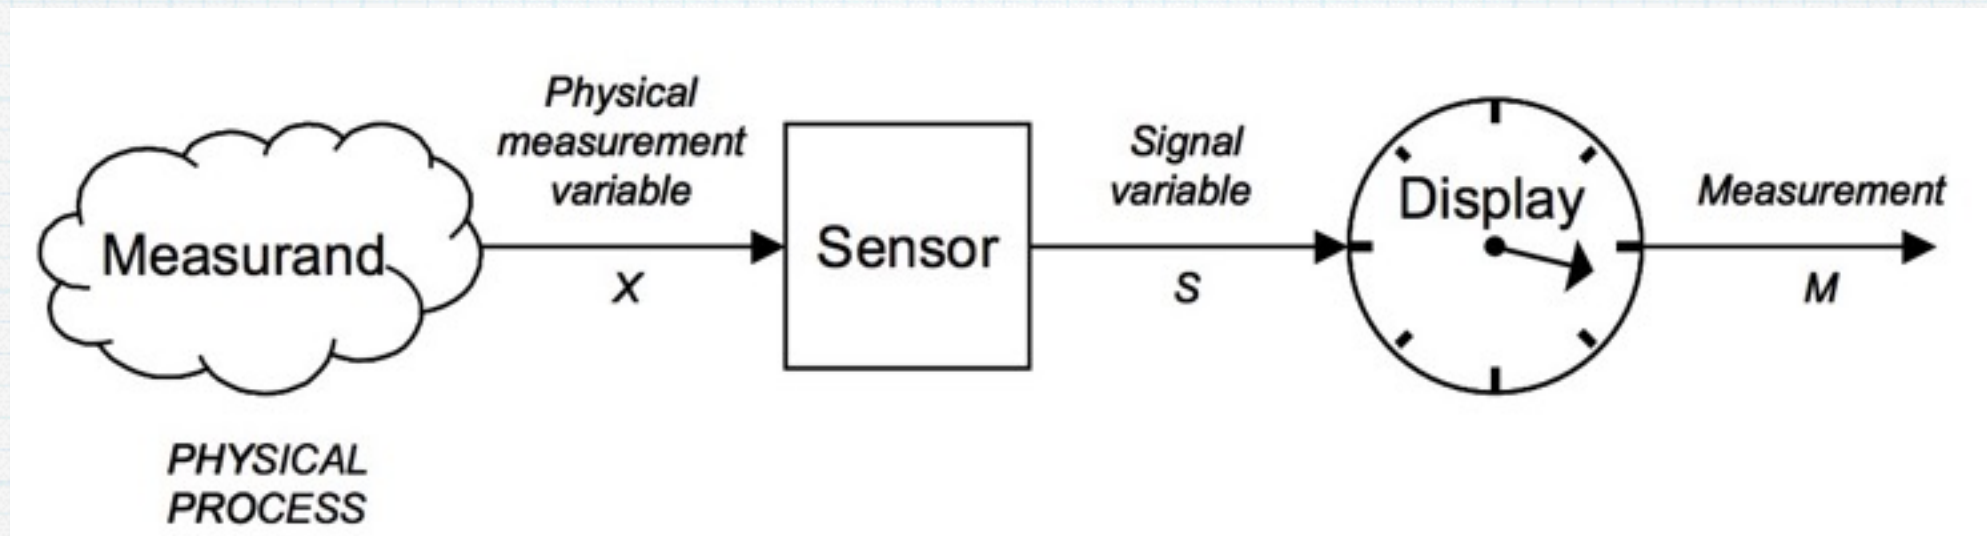 Measurand
PHYSICAL
PROCESS
Physical
measurement
variable
X
Sensor
Signal
variable
S
Display
Measurement
M